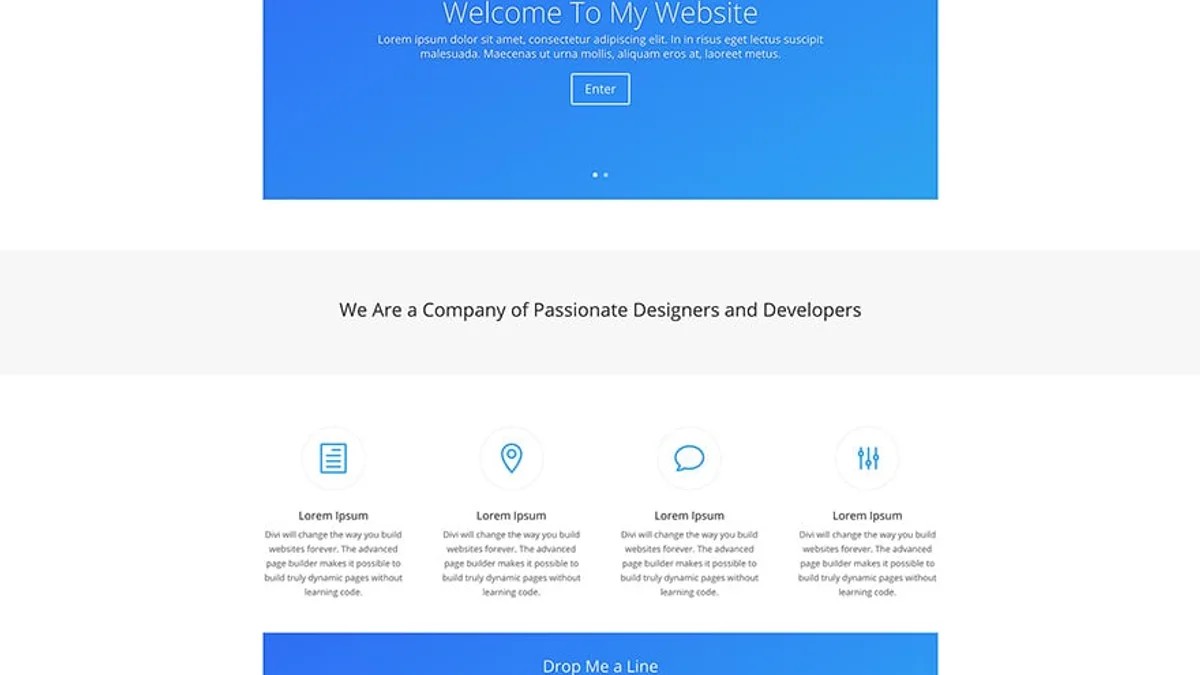 Welcome To My Website
Lorem ipsum dolor sit amet, consectetur adipiscing elit. In in risus eget lectus suscipit
malesuada. Maecenas ut urna mollis, aliquam eros at, laoreet metus.
Enter
We Are a Company of Passionate Designers and Developers
Lorem Ipsum
Divi will change the way you build
websites forever. The advanced
page builder makes it possible to
build truly dynamic pages without
learning code.
Lorem Ipsum
Divi will change the way you build
websites forever. The advanced
page builder makes it possible to
build truly dynamic pages without
learning code.
Lorem Ipsum
Divi will change the way you build
websites forever. The advanced
page builder makes it possible to
build truly dynamic pages without
learning code.
Lorem Ipsum
Divi will change the way you build
websites forever. The advanced
page builder makes it possible to
build truly dynamic pages without
learning code.
Drop Me a Line